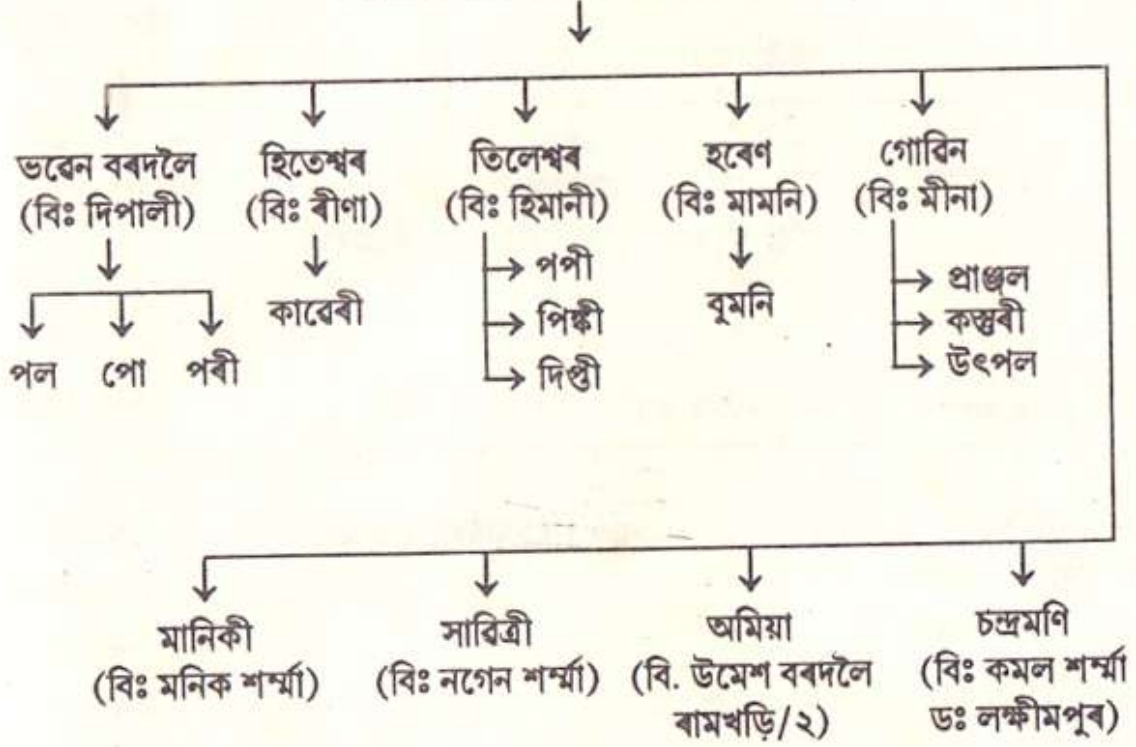 ভৱেন বৰদলৈ হিতেশ্বৰ তিলেশ্বৰ হৰেণ গোৱিন
(বিঃ দিপালী) (বিঃ ৰীণা) (বিঃ হিমানী) (বিঃ মামনি) (বিঃ মীনা)
পপী
প্ৰাঞ্জল
কাৱেৰী
বুমনি
পিঙ্কী
কস্তুৰী
পল পো পৰী
দিপ্তী
উৎপল
মানিকী সাৱিত্ৰী অমিয়া চন্দ্ৰমণি
(বিঃ মনিক শৰ্ম্মা) (বিঃ নগেন শৰ্ম্মা) (বি. উমেশ বৰদলৈ (বিঃ কমল শৰ্ম্মা
ৰামখড়ি/২) ডঃ লক্ষীমপুৰ)